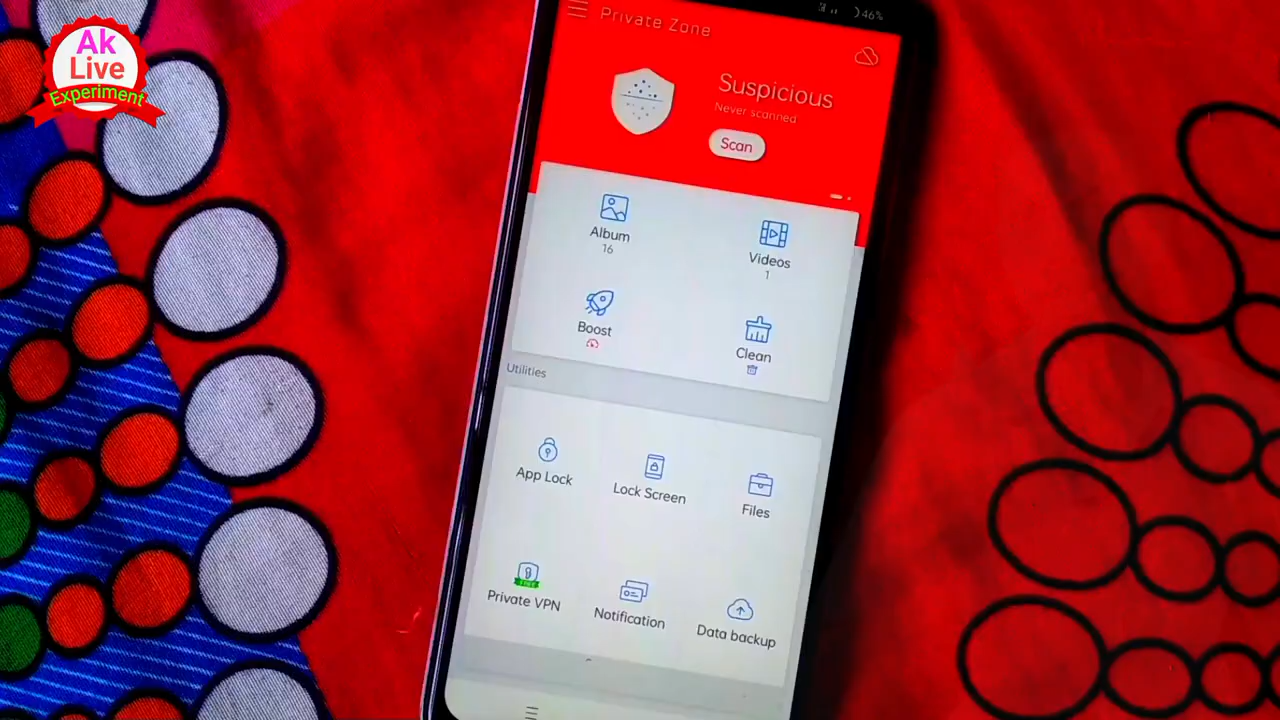 Ak
Live
Experiment
46%
Private Zone
Suspicious
Never scanned
Scan
Album
16
Videos
1
Boost
Clean
Utilities
App Lock
Lock Screen
Files
Private VPN
Notification
Data backup